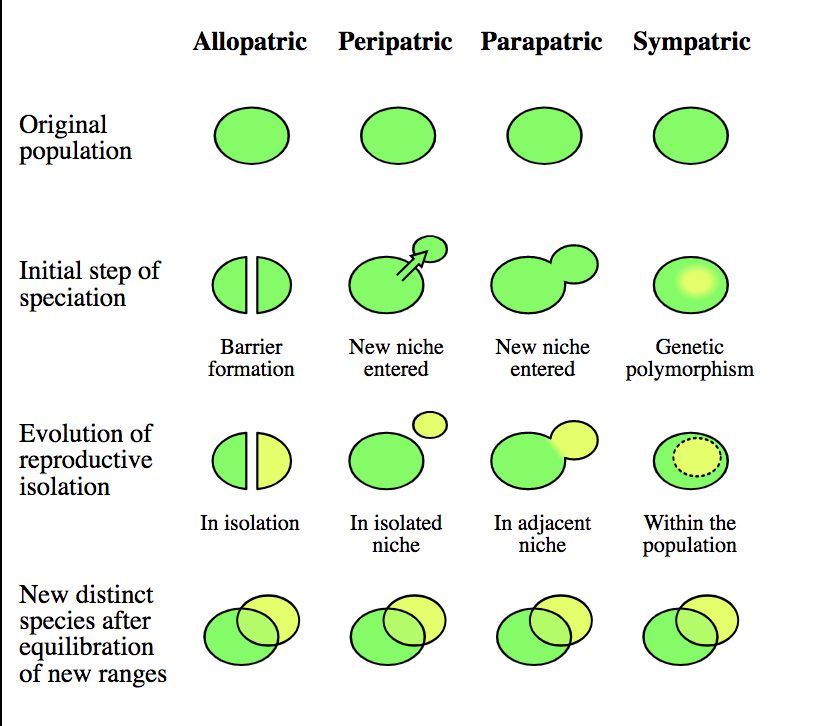 Allopatric Peripatric Parapatric Sympatric
Original
population
Initial step of
speciation
Barrier
formation
New niche
entered
New niche
entered
Genetic
polymorphism
Evolution of
reproductive
isolation
In isolation
In isolated
niche
In adjacent
niche
Within the
population
New distinct
species after
equilibration
of new ranges